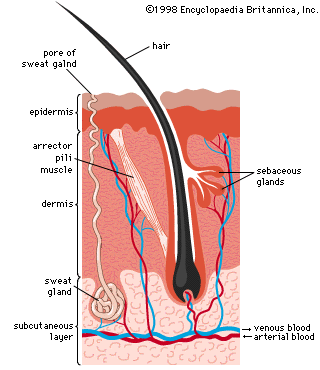 ©1998 Encyclopaedia Britannica, Inc.
hair
pore of
sweat galnd
epidermis
arrector
pili
muscle
sebaceous
glands
dermis
sweat
gland
subcutaneous
layer
venous blood
arterial blood